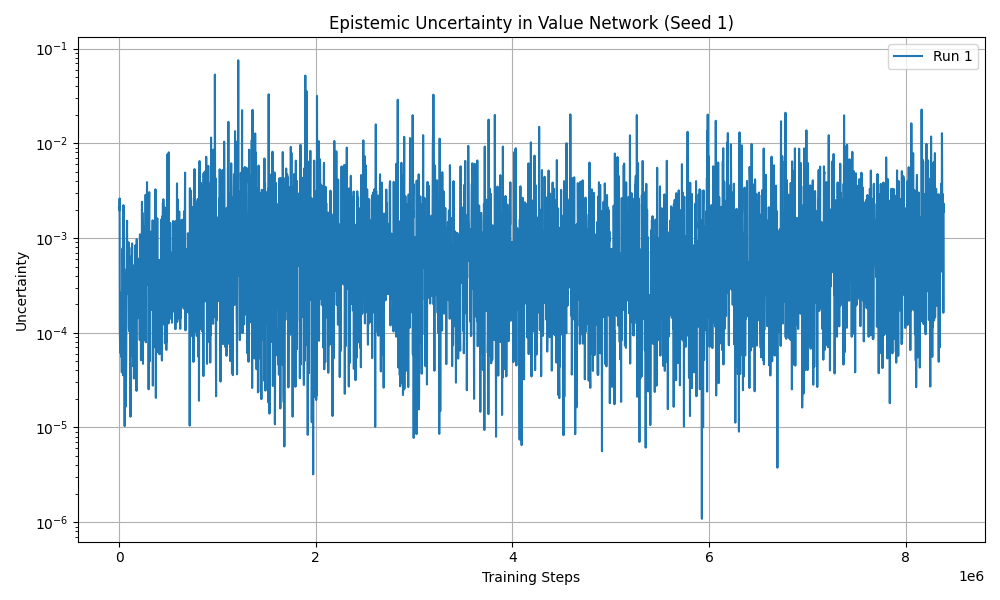 Epistemic Uncertainty in Value Network (Seed 1)
Run 1
Uncertainty
10⁻¹
10⁻²
10⁻³
10⁻⁴
10⁻⁵
10⁻⁶
0 2 4 6 8
1e6
Training Steps